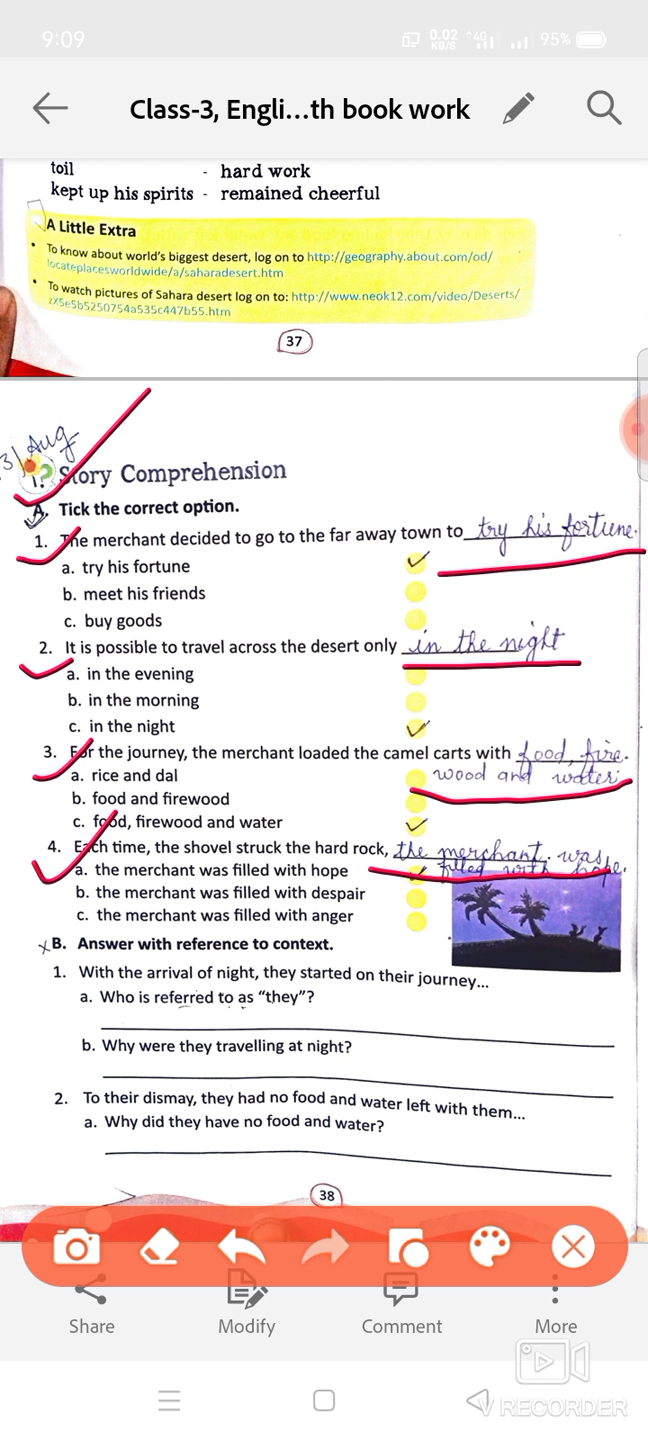 9:09
0.02
KB/S
4G
95%
Class-3, Engli...th book work
toil - hard work
kept up his spirits - remained cheerful
A Little Extra
• To know about world's biggest desert, log on to http://geography.about.com/od/
locateplacesworldwide/a/saharadesert.htm
• To watch pictures of Sahara desert log on to: http://www.neok12.com/video/Deserts/
zX5e5b5250754a535c447b55.htm
37
3/Aug
Story Comprehension
A. Tick the correct option.
1. The merchant decided to go to the far away town to try his fortune.
a. try his fortune
b. meet his friends
c. buy goods
2. It is possible to travel across the desert only in the night
a. in the evening
b. in the morning
c. in the night
3. For the journey, the merchant loaded the camel carts with food, fire.
a. rice and dal wood and water.
b. food and firewood
c. food, firewood and water
4. Each time, the shovel struck the hard rock, the merchant was
a. the merchant was filled with hope filled with hope.
b. the merchant was filled with despair
c. the merchant was filled with anger
B. Answer with reference to context.
1. With the arrival of night, they started on their journey...
a. Who is referred to as "they"?
b. Why were they travelling at night?
2. To their dismay, they had no food and water left with them...
a. Why did they have no food and water?
38
Share Modify Comment More
V RECORDER